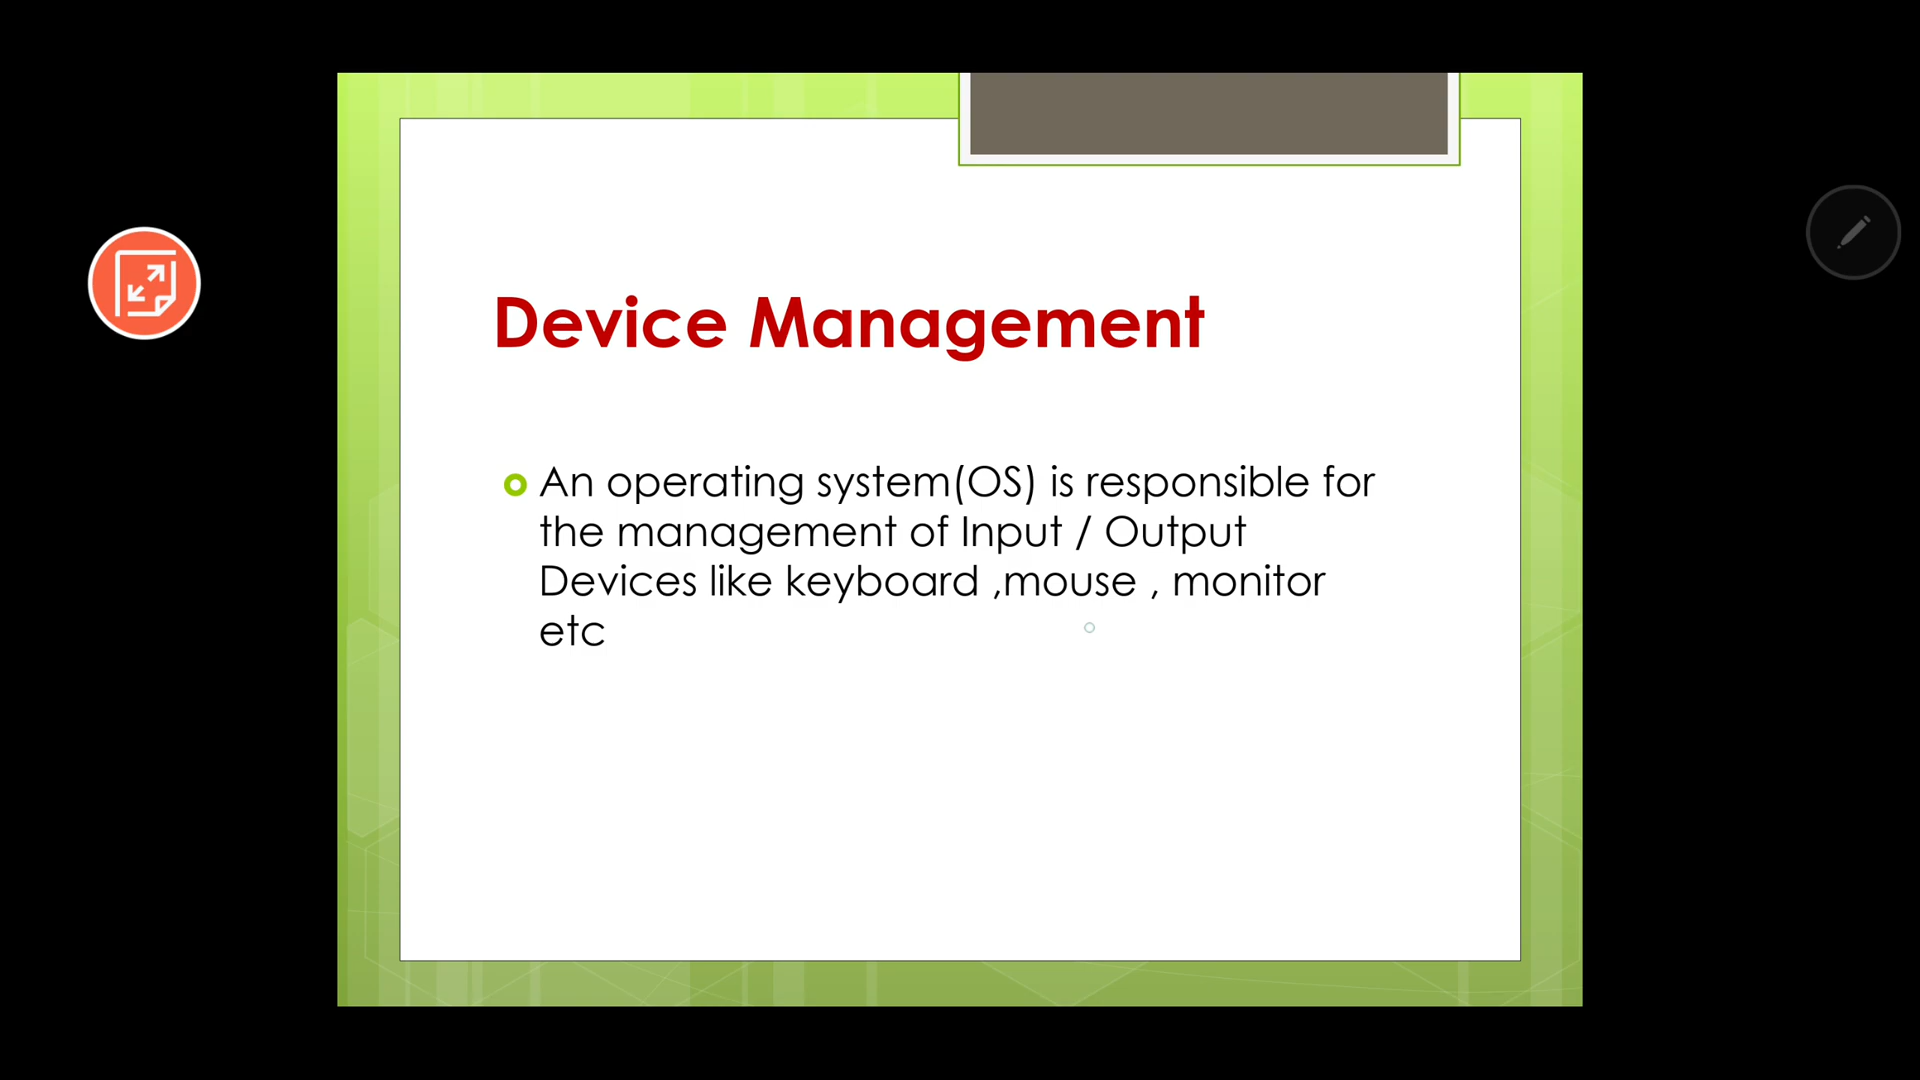 Device Management
An operating system(OS) is responsible for
the management of Input / Output
Devices like keyboard ,mouse , monitor
etc